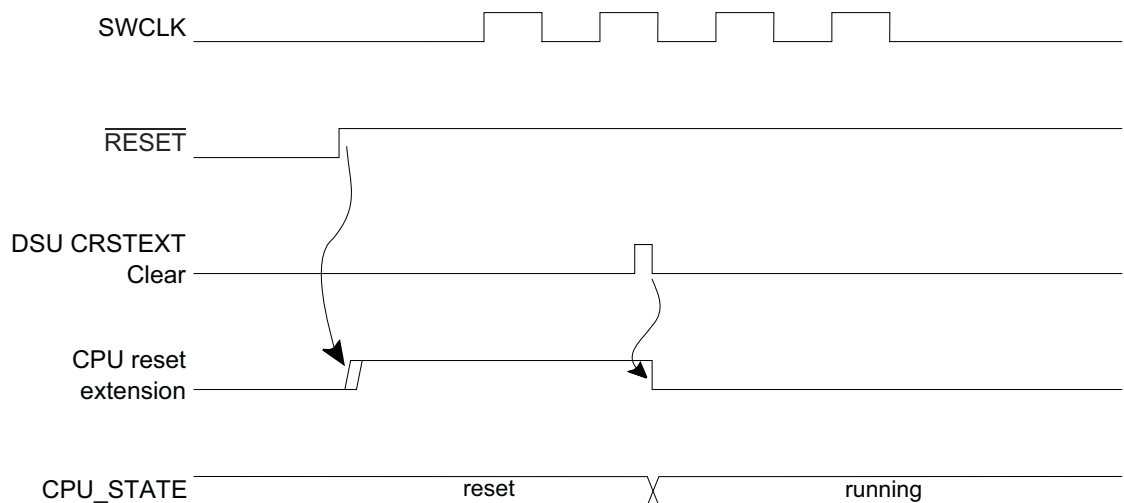 SWCLK
RESET
DSU CRSTEXT
Clear
CPU reset
extension
CPU_STATE reset running